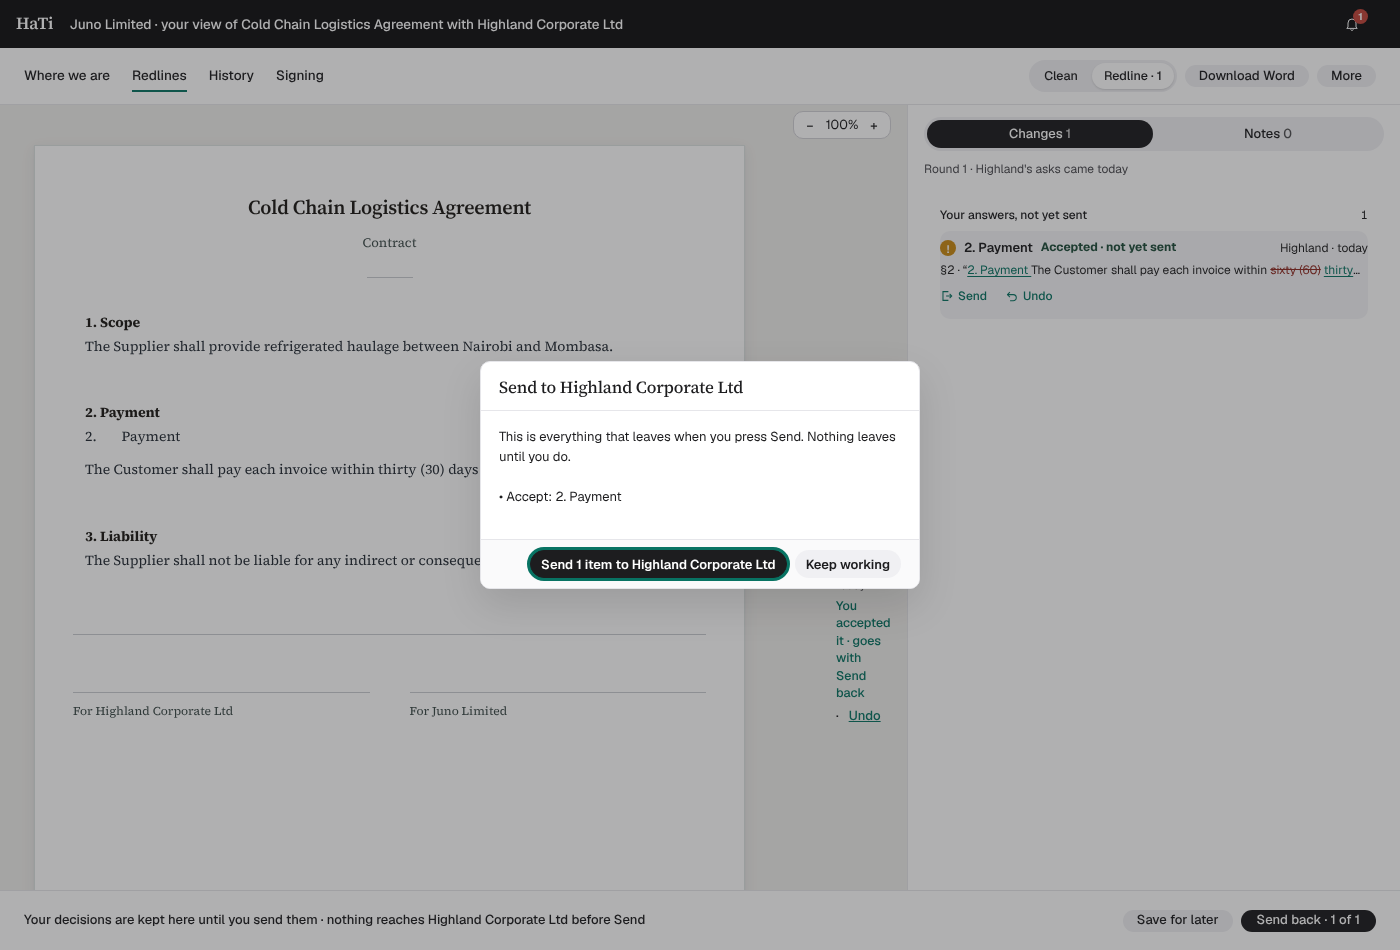 HaTi
Juno Limited · your view of Cold Chain Logistics Agreement with Highland Corporate Ltd
1
Where we are
Redlines
History
Signing
Clean
Redline · 1
Download Word
More
− 100% +
Changes 1
Notes 0
Round 1 · Highland's asks came today
Your answers, not yet sent
1
2. Payment Accepted · not yet sent
Highland · today
§2 · "2. Payment The Customer shall pay each invoice within sixty (60) thirty…
Send
Undo
Cold Chain Logistics Agreement
Contract
1. Scope
The Supplier shall provide refrigerated haulage between Nairobi and Mombasa.
2. Payment
2. Payment
The Customer shall pay each invoice within thirty (30) days
3. Liability
The Supplier shall not be liable for any indirect or conseque
Send to Highland Corporate Ltd
This is everything that leaves when you press Send. Nothing leaves
until you do.
• Accept: 2. Payment
Send 1 item to Highland Corporate Ltd
Keep working
You
accepted
it · goes
with
Send
back
· Undo
For Highland Corporate Ltd
For Juno Limited
Your decisions are kept here until you send them · nothing reaches Highland Corporate Ltd before Send
Save for later
Send back · 1 of 1